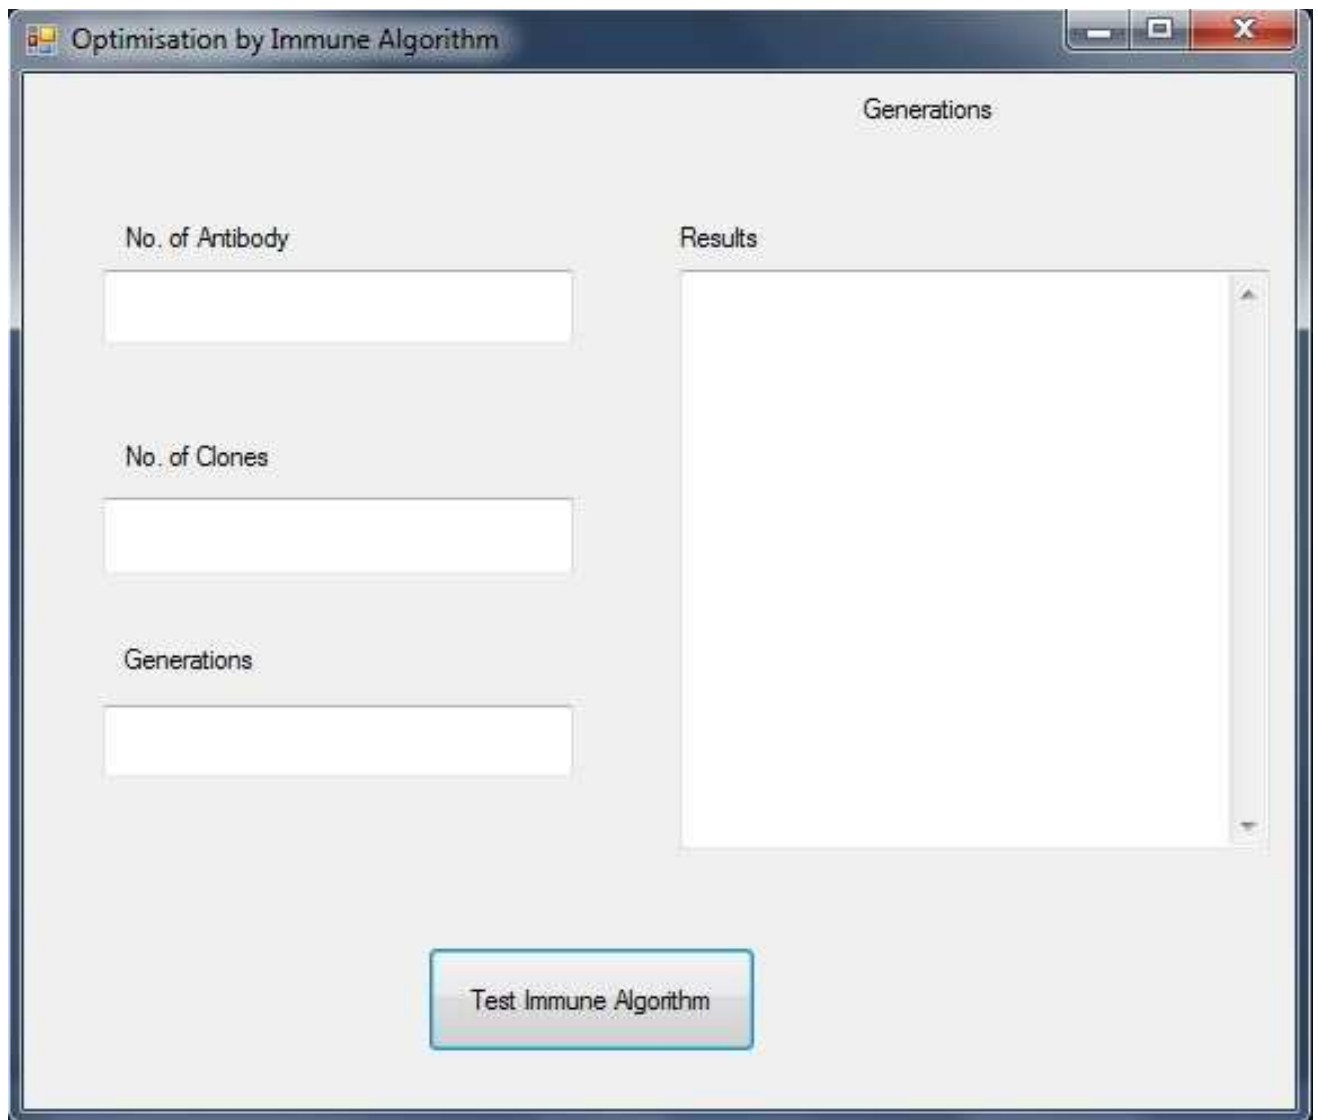 Optimisation by Immune Algorithm
Generations
No. of Antibody
Results
No. of Clones
Generations
Test Immune Algorithm